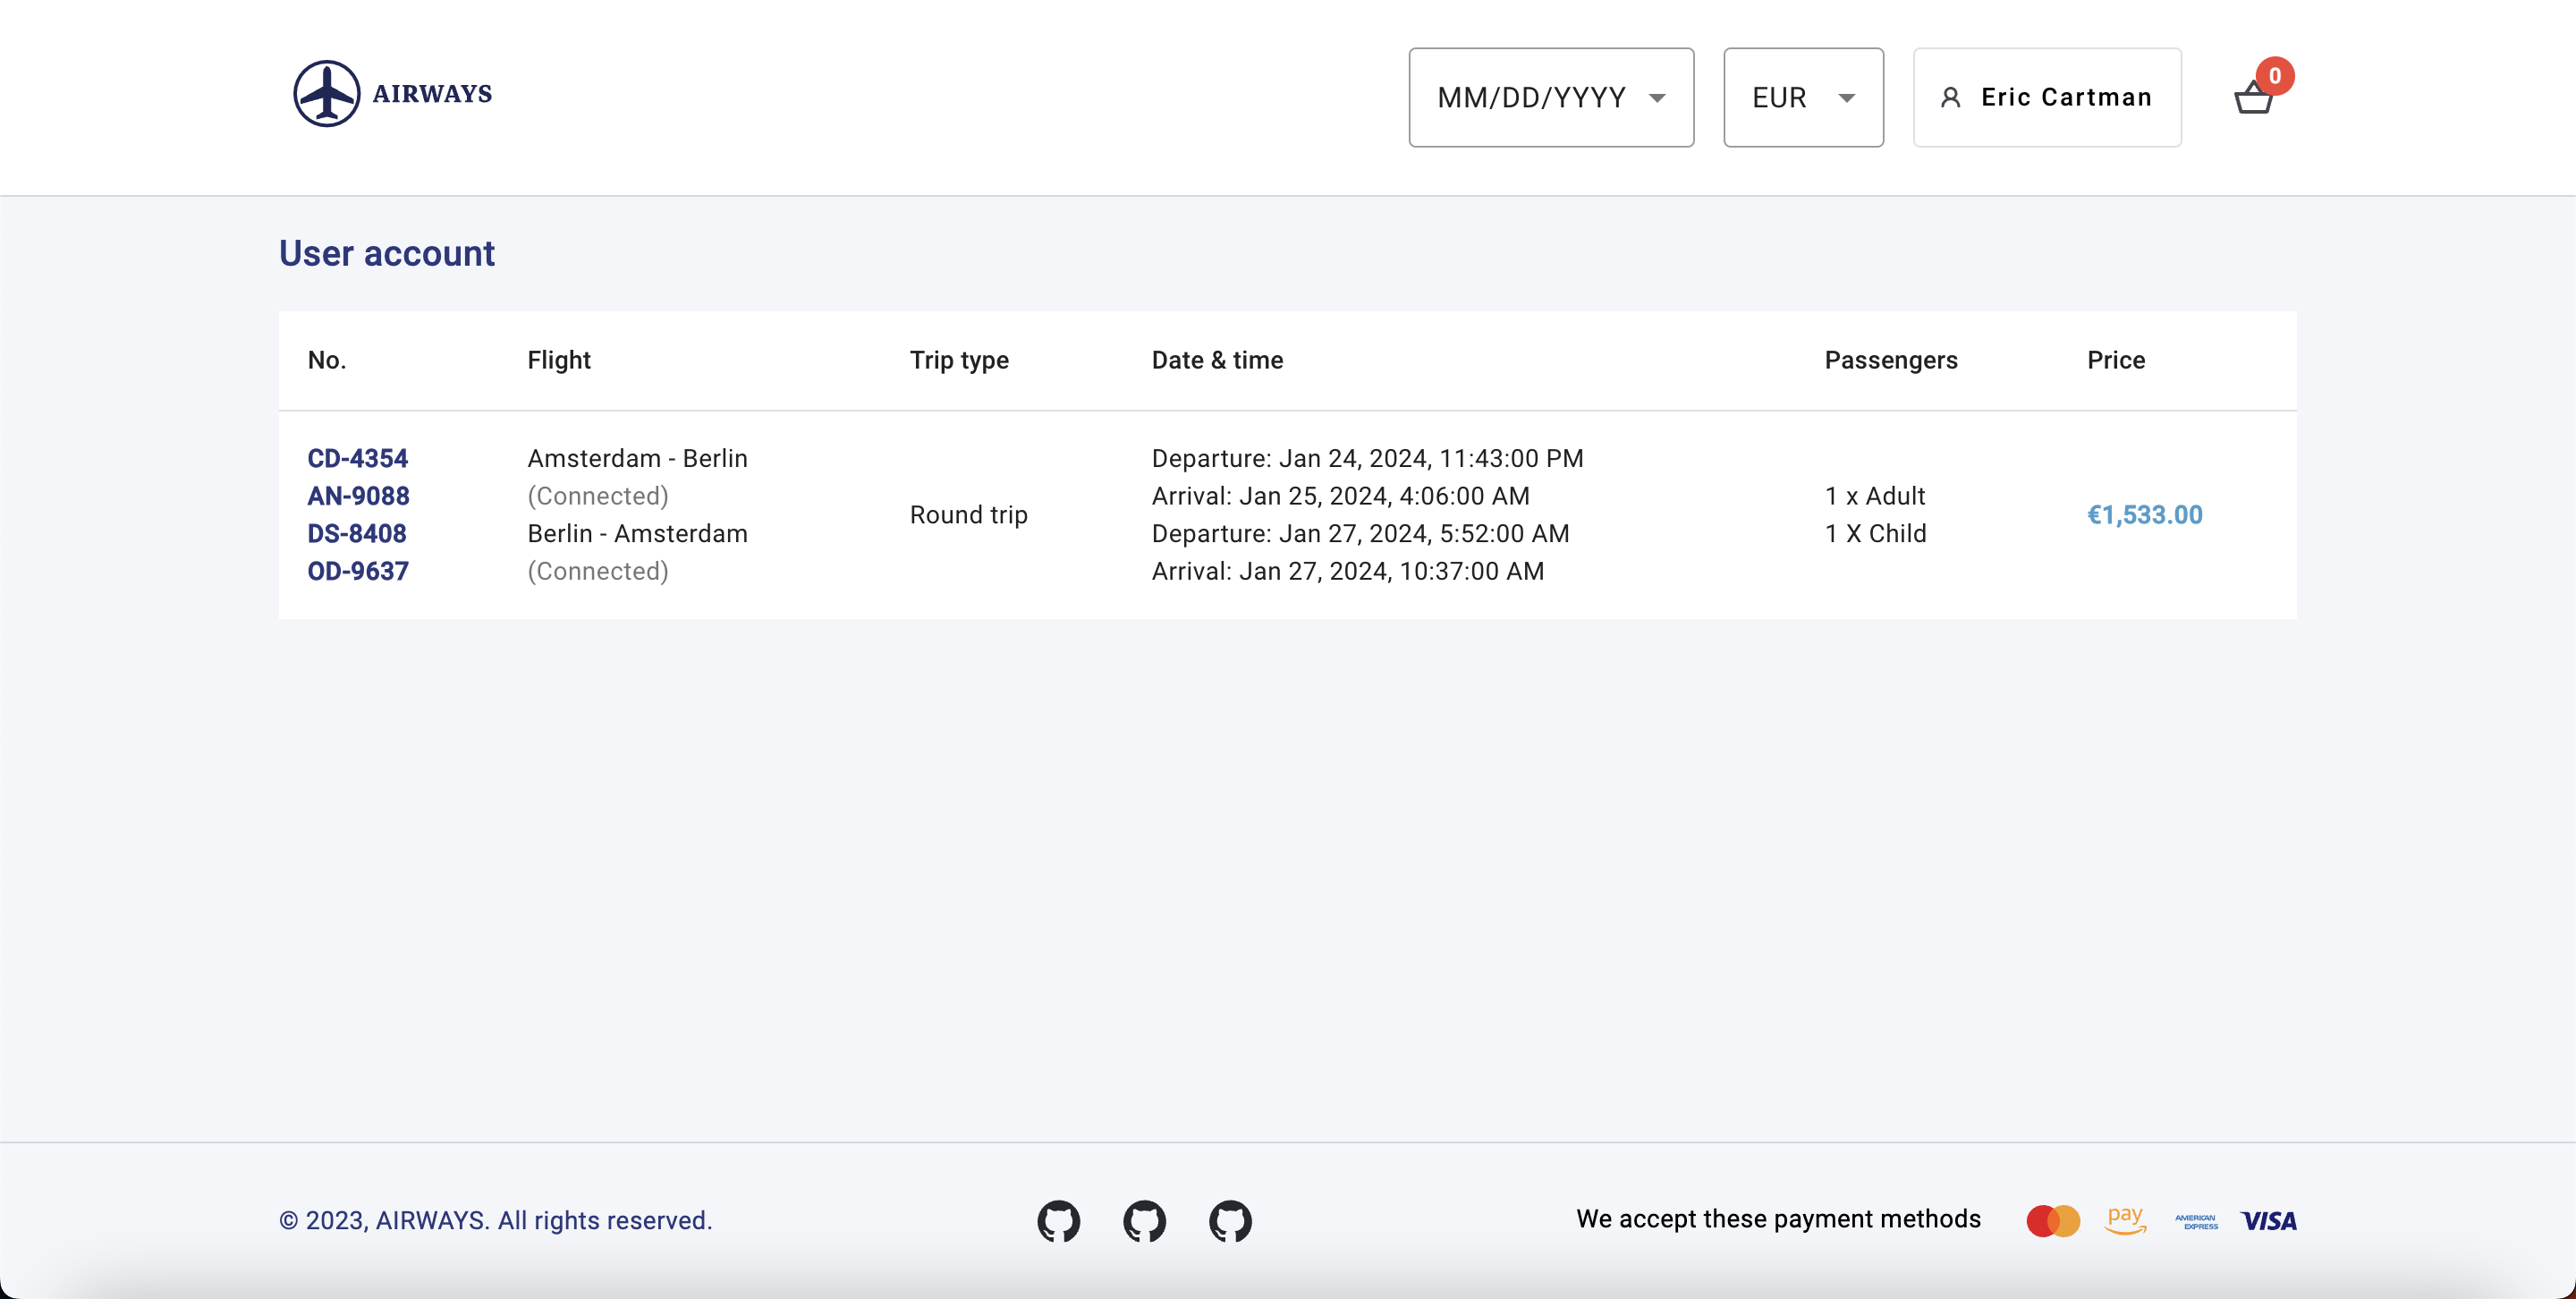 AIRWAYS
MM/DD/YYYY
EUR
Eric Cartman
0
User account
No. Flight Trip type Date & time Passengers Price
CD-4354 Amsterdam - Berlin Departure: Jan 24, 2024, 11:43:00 PM
AN-9088 (Connected) Arrival: Jan 25, 2024, 4:06:00 AM 1 x Adult
Round trip €1,533.00
DS-8408 Berlin - Amsterdam Departure: Jan 27, 2024, 5:52:00 AM 1 X Child
OD-9637 (Connected) Arrival: Jan 27, 2024, 10:37:00 AM
© 2023, AIRWAYS. All rights reserved.
We accept these payment methods
pay
AMERICAN
EXPRESS
VISA